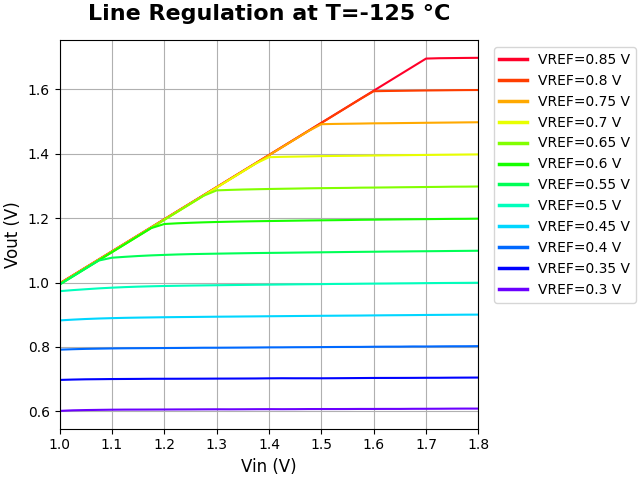 Line Regulation at T=-125 °C
Vout (V)
1.6
1.4
1.2
1.0
0.8
0.6
1.0 1.1 1.2 1.3 1.4 1.5 1.6 1.7 1.8
Vin (V)
VREF=0.85 V
VREF=0.8 V
VREF=0.75 V
VREF=0.7 V
VREF=0.65 V
VREF=0.6 V
VREF=0.55 V
VREF=0.5 V
VREF=0.45 V
VREF=0.4 V
VREF=0.35 V
VREF=0.3 V